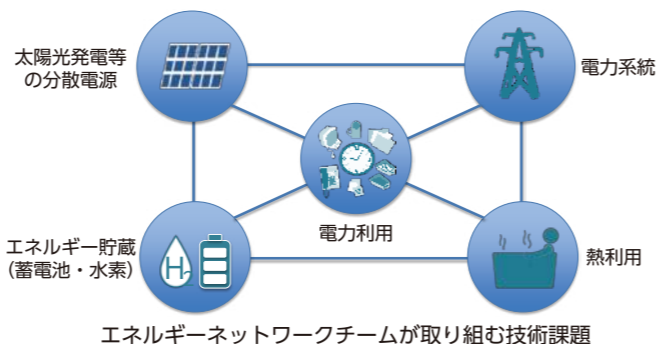 太陽光発電等
の分散電源
電力系統
電力利用
エネルギー貯蔵
(蓄電池・水素)
H₂
熱利用
エネルギーネットワークチームが取り組む技術課題